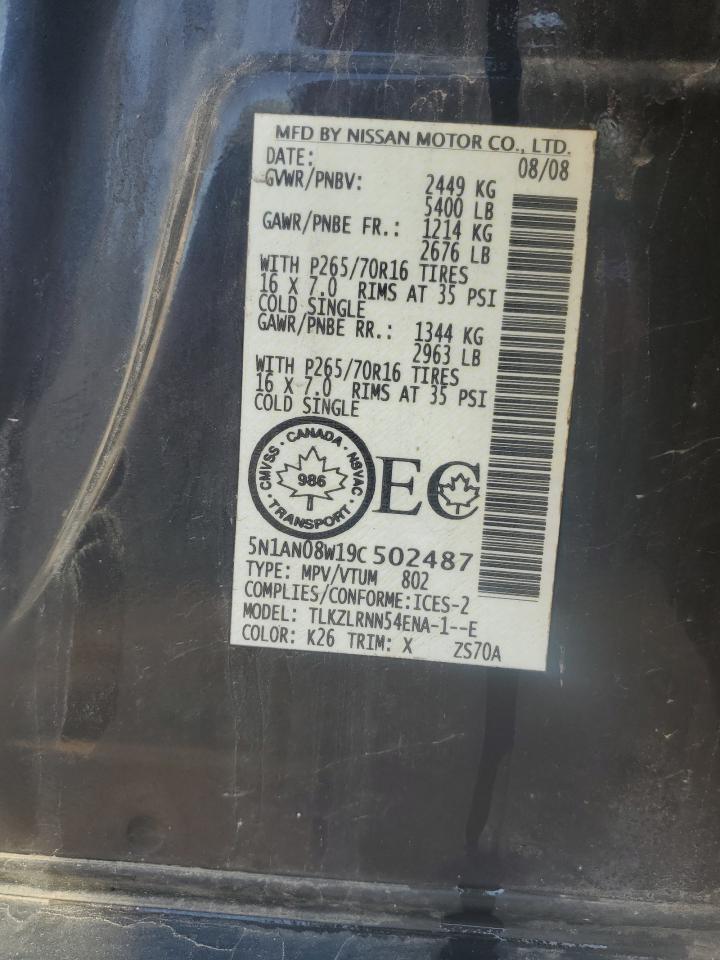 MFD BY NISSAN MOTOR CO., LTD.
DATE: 08/08
GVWR/PNBV: 2449 KG
5400 LB
GAWR/PNBE FR.: 1214 KG
2676 LB
WITH P265/70R16 TIRES
16 X 7.0 RIMS AT 35 PSI
COLD SINGLE
GAWR/PNBE RR.: 1344 KG
2963 LB
WITH P265/70R16 TIRES
16 X 7.0 RIMS AT 35 PSI
COLD SINGLE
CMVSS · CANADA · NSVAC · TRANSPORT ·
986
EC
5N1AN08W19C502487
TYPE: MPV/VTUM 802
COMPLIES/CONFORME:ICES-2
MODEL: TLKZLRNN54ENA-1--E
COLOR: K26 TRIM: X ZS70A